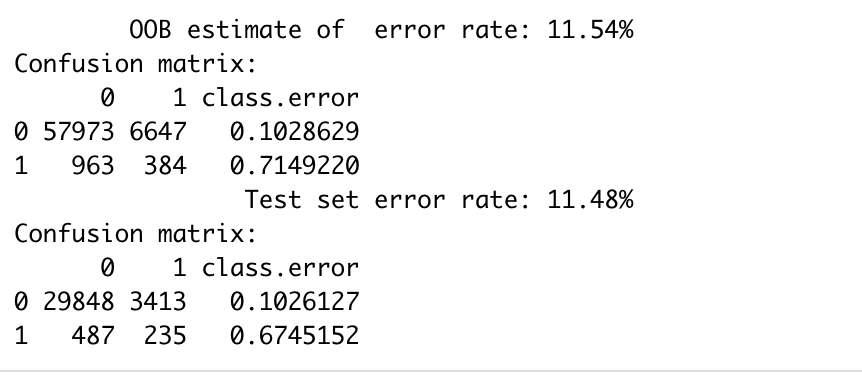 OOB estimate of  error rate: 11.54%
Confusion matrix:
      0    1 class.error
0 57973 6647   0.1028629
1   963  384   0.7149220
                Test set error rate: 11.48%
Confusion matrix:
      0    1 class.error
0 29848 3413   0.1026127
1   487  235   0.6745152